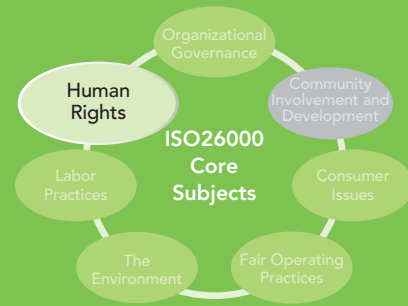 Organizational
Governance
Human
Rights
Community
Involvement and
Development
ISO26000
Core
Subjects
Labor
Practices
Consumer
Issues
The
Environment
Fair Operating
Practices